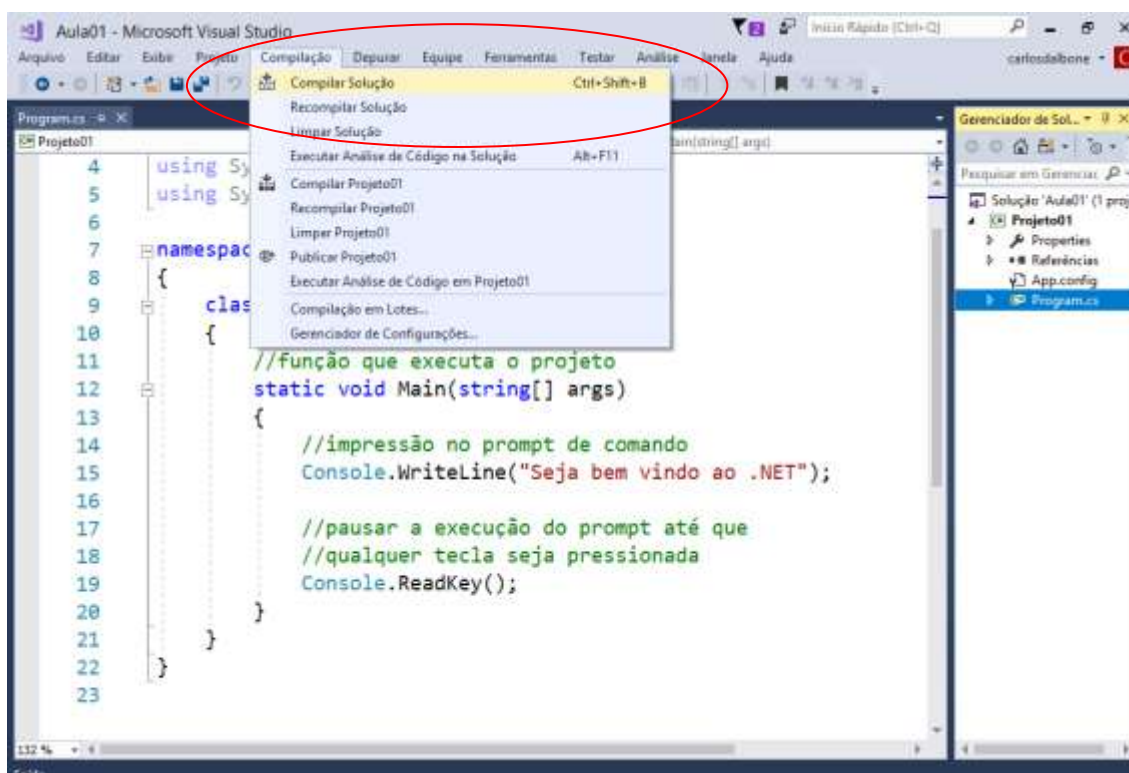 Aula01 - Microsoft Visual Studio
Início Rápido (Ctrl+Q)
Arquivo Editar Exibir Projeto Compilação Depurar Equipe Ferramentas Testar Análise Janela Ajuda
carlosdalbone
Compilar Solução Ctrl+Shift+B
Recompilar Solução
Limpar Solução
Executar Análise de Código na Solução Alt+F11
Compilar Projeto01
Recompilar Projeto01
Limpar Projeto01
Publicar Projeto01
Executar Análise de Código em Projeto01
Compilação em Lotes...
Gerenciador de Configurações...
Program.cs
Projeto01
(string[] args)
4 using Sy
5 using Sy
6
7 namespac
8 {
9 clas
10 {
11 //função que executa o projeto
12 static void Main(string[] args)
13 {
14 //impressão no prompt de comando
15 Console.WriteLine("Seja bem vindo ao .NET");
16
17 //pausar a execução do prompt até que
18 //qualquer tecla seja pressionada
19 Console.ReadKey();
20 }
21 }
22 }
23
132 %
Gerenciador de Sol...
Pesquisar em Gerenciac
Solução 'Aula01' (1 proj
Projeto01
Properties
Referências
App.config
Program.cs